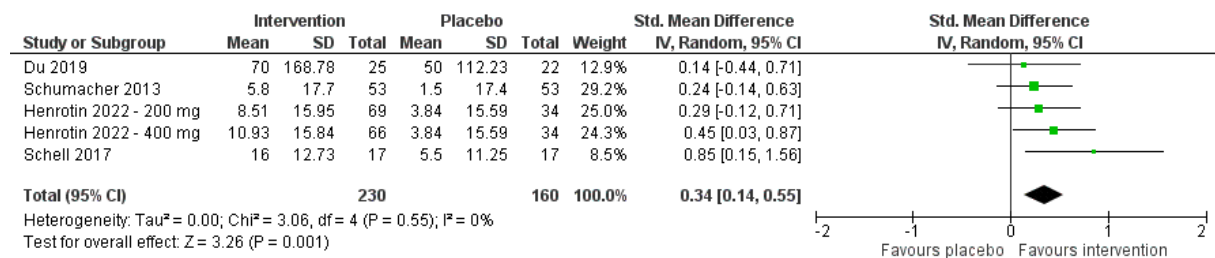 Intervention Placebo Std. Mean Difference Std. Mean Difference
Study or Subgroup Mean SD Total Mean SD Total Weight IV, Random, 95% CI IV, Random, 95% CI
Du 2019 70 168.78 25 50 112.23 22 12.9% 0.14 [-0.44, 0.71]
Schumacher 2013 5.8 17.7 53 1.5 17.4 53 29.2% 0.24 [-0.14, 0.63]
Henrotin 2022 - 200 mg 8.51 15.95 69 3.84 15.59 34 25.0% 0.29 [-0.12, 0.71]
Henrotin 2022 - 400 mg 10.93 15.84 66 3.84 15.59 34 24.3% 0.45 [0.03, 0.87]
Schell 2017 16 12.73 17 5.5 11.25 17 8.5% 0.85 [0.15, 1.56]
Total (95% CI) 230 160 100.0% 0.34 [0.14, 0.55]
Heterogeneity: Tau² = 0.00; Chi² = 3.06, df = 4 (P = 0.55); I² = 0%
Test for overall effect: Z = 3.26 (P = 0.001)
-2 -1 0 1 2
Favours placebo Favours intervention